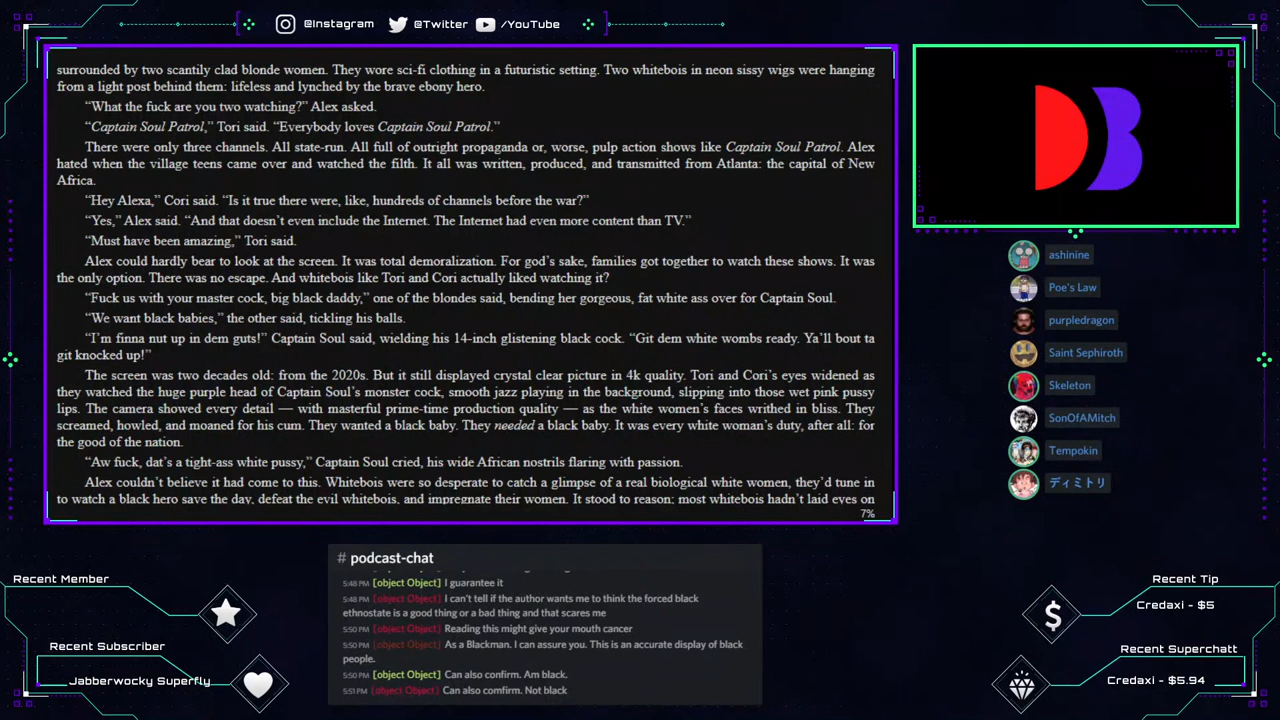 @Instagram @Twitter /YouTube
surrounded by two scantily clad blonde women. They wore sci-fi clothing in a futuristic setting. Two whitebois in neon sissy wigs were hanging
from a light post behind them: lifeless and lynched by the brave ebony hero.
“What the fuck are you two watching?” Alex asked.
“Captain Soul Patrol,” Tori said. “Everybody loves Captain Soul Patrol.”
There were only three channels. All state-run. All full of outright propaganda or, worse, pulp action shows like Captain Soul Patrol. Alex
hated when the village teens came over and watched the filth. It all was written, produced, and transmitted from Atlanta: the capital of New
Africa.
“Hey Alexa,” Cori said. “Is it true there were, like, hundreds of channels before the war?”
“Yes,” Alex said. “And that doesn’t even include the Internet. The Internet had even more content than TV.”
“Must have been amazing,” Tori said.
Alex could hardly bear to look at the screen. It was total demoralization. For god’s sake, families got together to watch these shows. It was
the only option. There was no escape. And whitebois like Tori and Cori actually liked watching it?
“Fuck us with your master cock, big black daddy,” one of the blondes said, bending her gorgeous, fat white ass over for Captain Soul.
“We want black babies,” the other said, tickling his balls.
“I’m finna nut up in dem guts!” Captain Soul said, wielding his 14-inch glistening black cock. “Git dem white wombs ready. Ya’ll bout ta
git knocked up!”
The screen was two decades old: from the 2020s. But it still displayed crystal clear picture in 4k quality. Tori and Cori’s eyes widened as
they watched the huge purple head of Captain Soul’s monster cock, smooth jazz playing in the background, slipping into those wet pink pussy
lips. The camera showed every detail — with masterful prime-time production quality — as the white women’s faces writhed in bliss. They
screamed, howled, and moaned for his cum. They wanted a black baby. They needed a black baby. It was every white woman’s duty, after all: for
the good of the nation.
“Aw fuck, dat’s a tight-ass white pussy,” Captain Soul cried, his wide African nostrils flaring with passion.
Alex couldn’t believe it had come to this. Whitebois were so desperate to catch a glimpse of a real biological white women, they’d tune in
to watch a black hero save the day, defeat the evil whitebois, and impregnate their women. It stood to reason: most whitebois hadn’t laid eyes on
7%
DB
ashinine
Poe's Law
purpledragon
Saint Sephiroth
Skeleton
SonOfAMitch
Tempokin
ディミトリ
# podcast-chat
5:48 PM [object Object] I guarantee it
5:48 PM [object Object] I can't tell if the author wants me to think the forced black
ethnostate is a good thing or a bad thing and that scares me
5:50 PM [object Object] Reading this might give your mouth cancer
5:50 PM [object Object] As a Blackman. I can assure you. This is an accurate display of black
people.
5:50 PM [object Object] Can also confirm. Am black.
5:51 PM [object Object] Can also comfirm. Not black
Recent Member
Recent Subscriber
Jabberwocky Superfly
Recent Tip
Credaxi - $5
Recent Superchatt
Credaxi - $5.94